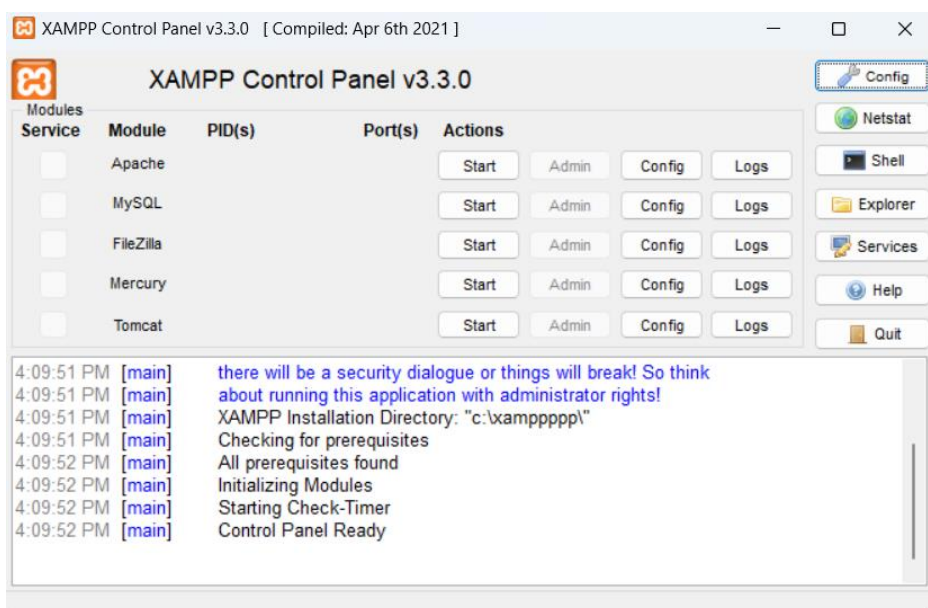 XAMPP Control Panel v3.3.0 [ Compiled: Apr 6th 2021 ]
XAMPP Control Panel v3.3.0
Config
Netstat
Shell
Explorer
Services
Help
Quit
Modules
Service Module PID(s) Port(s) Actions
Apache Start Admin Config Logs
MySQL Start Admin Config Logs
FileZilla Start Admin Config Logs
Mercury Start Admin Config Logs
Tomcat Start Admin Config Logs
4:09:51 PM [main] there will be a security dialogue or things will break! So think
4:09:51 PM [main] about running this application with administrator rights!
4:09:51 PM [main] XAMPP Installation Directory: "c:\xamppppp\"
4:09:51 PM [main] Checking for prerequisites
4:09:52 PM [main] All prerequisites found
4:09:52 PM [main] Initializing Modules
4:09:52 PM [main] Starting Check-Timer
4:09:52 PM [main] Control Panel Ready